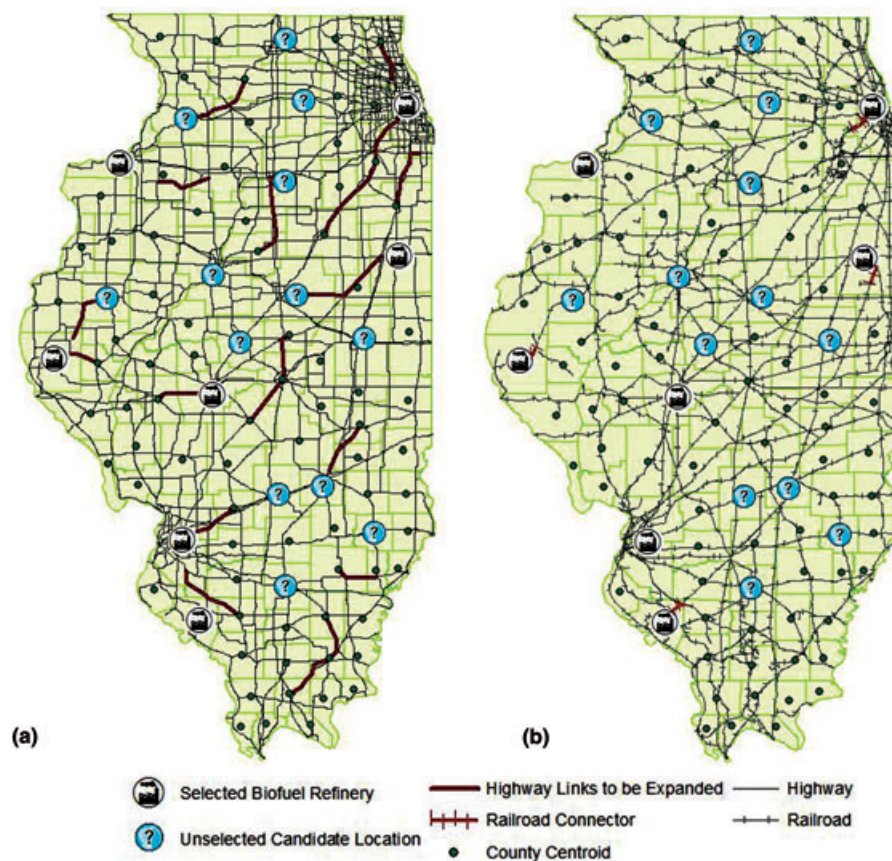 (a)
(b)
Selected Biofuel Refinery
Unselected Candidate Location
Highway Links to be Expanded
Railroad Connector
County Centroid
Highway
Railroad